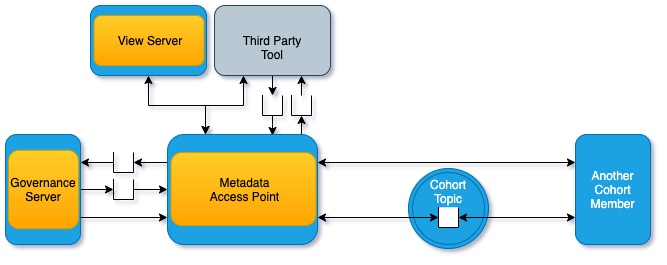 View Server
Third Party
Tool
Governance
Server
Metadata
Access Point
Cohort
Topic
Another
Cohort
Member